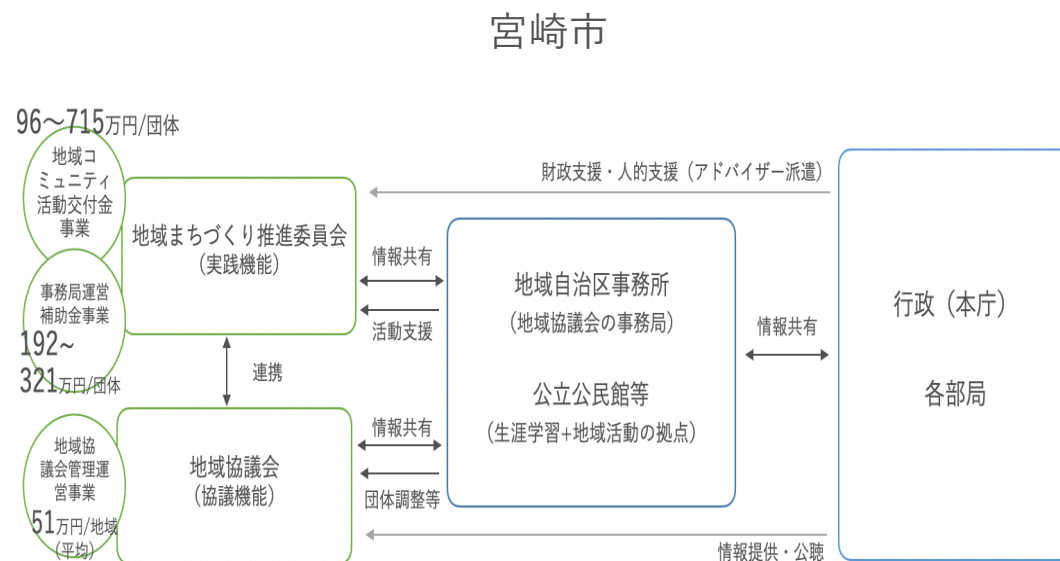 宮崎市
96～715万円/団体
地域コ
ミュニティ
活動交付金
事業
事務局運営
補助金事業
192~
321万円/団体
地域まちづくり推進委員会
（実践機能）
連携
地域協
議会管理運
営事業
51万円/地域
（平均）
地域協議会
（協議機能）
財政支援・人的支援（アドバイザー派遣）
情報共有
活動支援
情報共有
団体調整等
地域自治区事務所
（地域協議会の事務局）
公立公民館等
（生涯学習+地域活動の拠点）
情報共有
行政（本庁）
各部局
情報提供・公聴